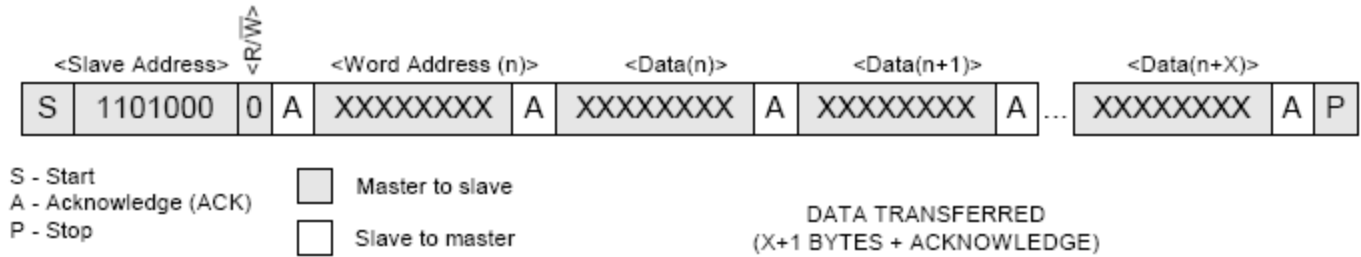 <Slave Address> <R/W̅> <Word Address (n)> <Data(n)> <Data(n+1)> <Data(n+X)>
S 1101000 0 A XXXXXXXX A XXXXXXXX A XXXXXXXX A ... XXXXXXXX A P
S - Start
A - Acknowledge (ACK)
P - Stop
Master to slave
Slave to master
DATA TRANSFERRED
(X+1 BYTES + ACKNOWLEDGE)